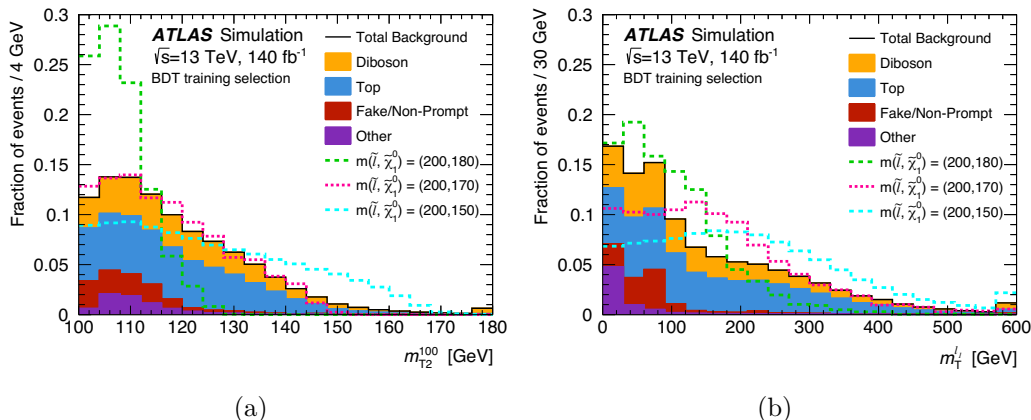 Fraction of events / 4 GeV
0.3
0.25
0.2
0.15
0.1
0.05
0
ATLAS Simulation
√s=13 TeV, 140 fb⁻¹
BDT training selection
Total Background
Diboson
Top
Fake/Non-Prompt
Other
m(l̃, χ̃₁⁰) = (200,180)
m(l̃, χ̃₁⁰) = (200,170)
m(l̃, χ̃₁⁰) = (200,150)
100 110 120 130 140 150 160 170 180
m_T2^100 [GeV]
(a)
Fraction of events / 30 GeV
0.3
0.25
0.2
0.15
0.1
0.05
0
ATLAS Simulation
√s=13 TeV, 140 fb⁻¹
BDT training selection
Total Background
Diboson
Top
Fake/Non-Prompt
Other
m(l̃, χ̃₁⁰) = (200,180)
m(l̃, χ̃₁⁰) = (200,170)
m(l̃, χ̃₁⁰) = (200,150)
0 100 200 300 400 500 600
m_T [GeV]
(b)